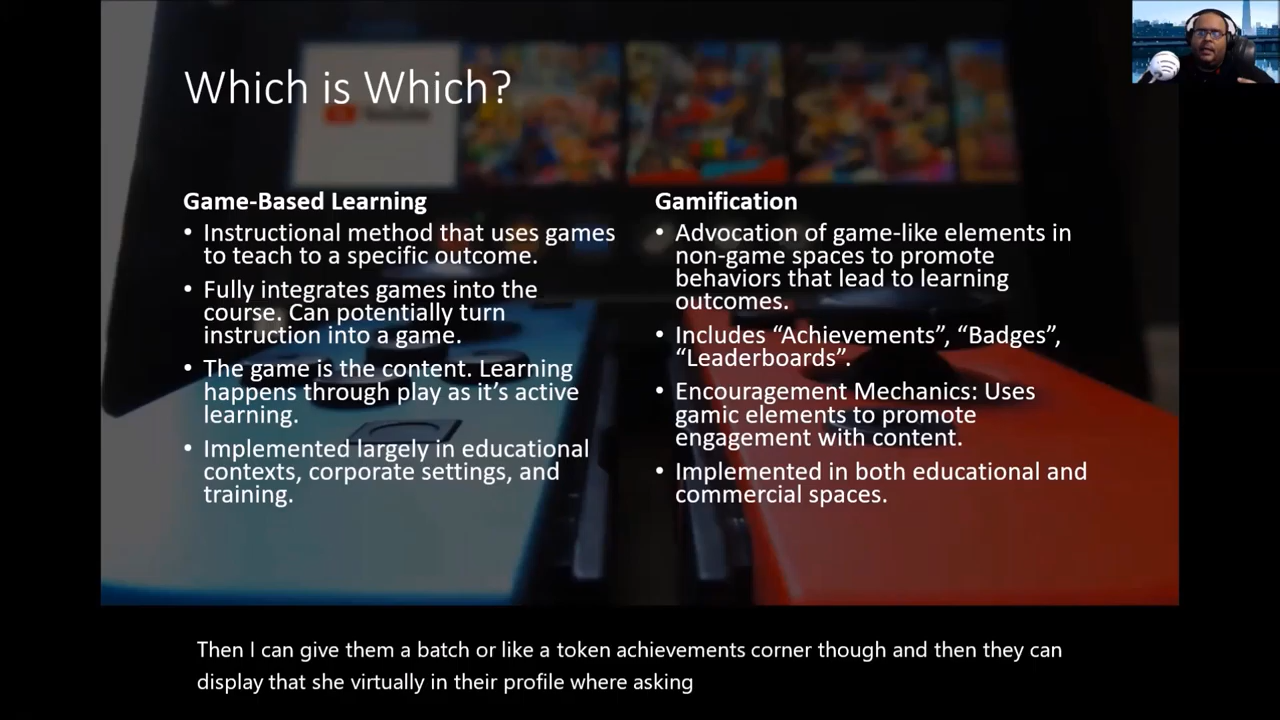 Which is Which?
Game-Based Learning
• Instructional method that uses games
to teach to a specific outcome.
• Fully integrates games into the
course. Can potentially turn
instruction into a game.
• The game is the content. Learning
happens through play as it’s active
learning.
• Implemented largely in educational
contexts, corporate settings, and
training.
Gamification
• Advocation of game-like elements in
non-game spaces to promote
behaviors that lead to learning
outcomes.
• Includes “Achievements”, “Badges”,
“Leaderboards”.
• Encouragement Mechanics: Uses
gamic elements to promote
engagement with content.
• Implemented in both educational and
commercial spaces.
Then I can give them a batch or like a token achievements corner though and then they can
display that she virtually in their profile where asking